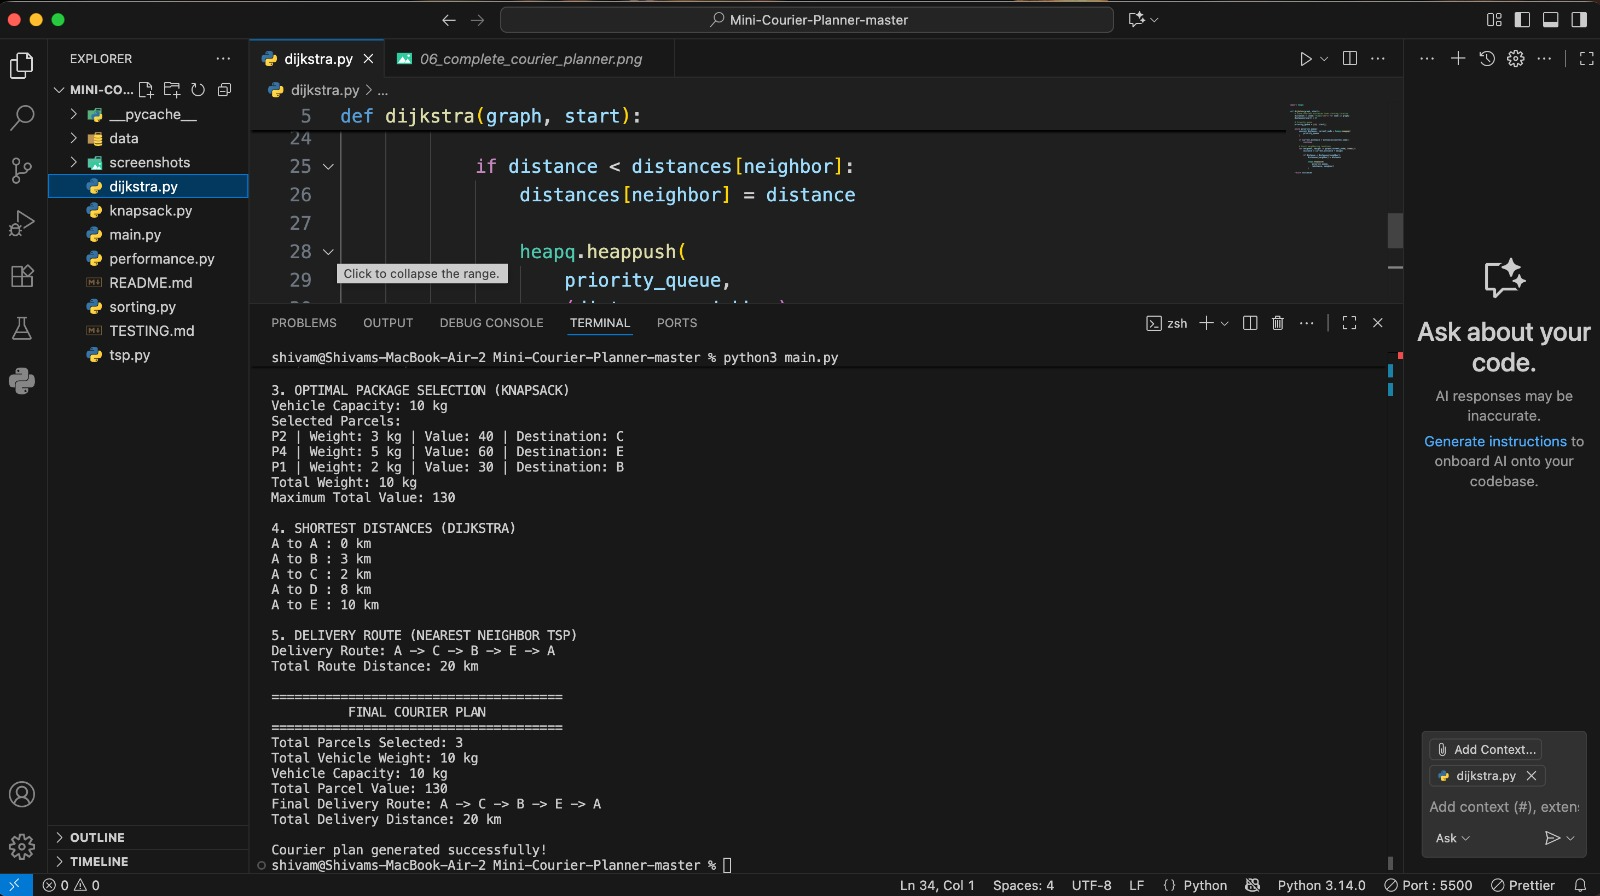 Mini-Courier-Planner-master
EXPLORER
MINI-CO...
__pycache__
data
screenshots
dijkstra.py
knapsack.py
main.py
performance.py
README.md
sorting.py
TESTING.md
tsp.py
OUTLINE
TIMELINE
dijkstra.py
06_complete_courier_planner.png
dijkstra.py > ...
5 def dijkstra(graph, start):
24
25 if distance < distances[neighbor]:
26 distances[neighbor] = distance
27
28 heapq.heappush(
Click to collapse the range.
29 priority_queue,
PROBLEMS OUTPUT DEBUG CONSOLE TERMINAL PORTS
zsh
shivam@Shivams-MacBook-Air-2 Mini-Courier-Planner-master % python3 main.py
3. OPTIMAL PACKAGE SELECTION (KNAPSACK)
Vehicle Capacity: 10 kg
Selected Parcels:
P2 | Weight: 3 kg | Value: 40 | Destination: C
P4 | Weight: 5 kg | Value: 60 | Destination: E
P1 | Weight: 2 kg | Value: 30 | Destination: B
Total Weight: 10 kg
Maximum Total Value: 130
4. SHORTEST DISTANCES (DIJKSTRA)
A to A : 0 km
A to B : 3 km
A to C : 2 km
A to D : 8 km
A to E : 10 km
5. DELIVERY ROUTE (NEAREST NEIGHBOR TSP)
Delivery Route: A -> C -> B -> E -> A
Total Route Distance: 20 km
======================================
FINAL COURIER PLAN
======================================
Total Parcels Selected: 3
Total Vehicle Weight: 10 kg
Vehicle Capacity: 10 kg
Total Parcel Value: 130
Final Delivery Route: A -> C -> B -> E -> A
Total Delivery Distance: 20 km
Courier plan generated successfully!
shivam@Shivams-MacBook-Air-2 Mini-Courier-Planner-master %
Ask about your
code.
AI responses may be
inaccurate.
Generate instructions to
onboard AI onto your
codebase.
Add Context...
dijkstra.py
Add context (#), exten
Ask
0 0
Ln 34, Col 1 Spaces: 4 UTF-8 LF {} Python Python 3.14.0 Port : 5500 Prettier